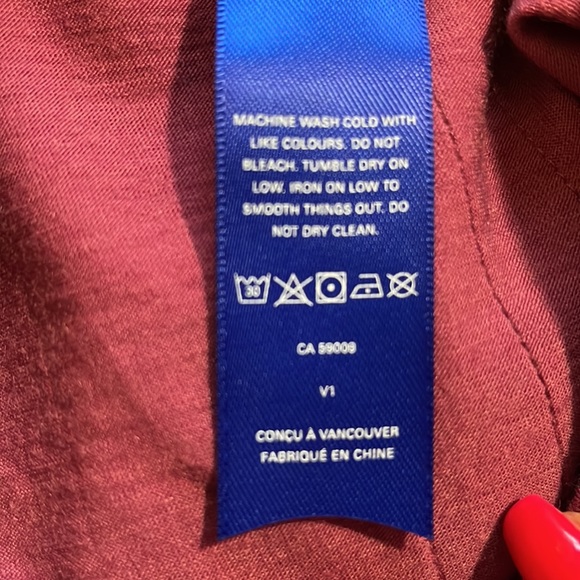 MACHINE WASH COLD WITH
LIKE COLOURS. DO NOT
BLEACH. TUMBLE DRY ON
LOW. IRON ON LOW TO
SMOOTH THINGS OUT. DO
NOT DRY CLEAN.
30
CA 59009
V1
CONÇU À VANCOUVER
FABRIQUÉ EN CHINE